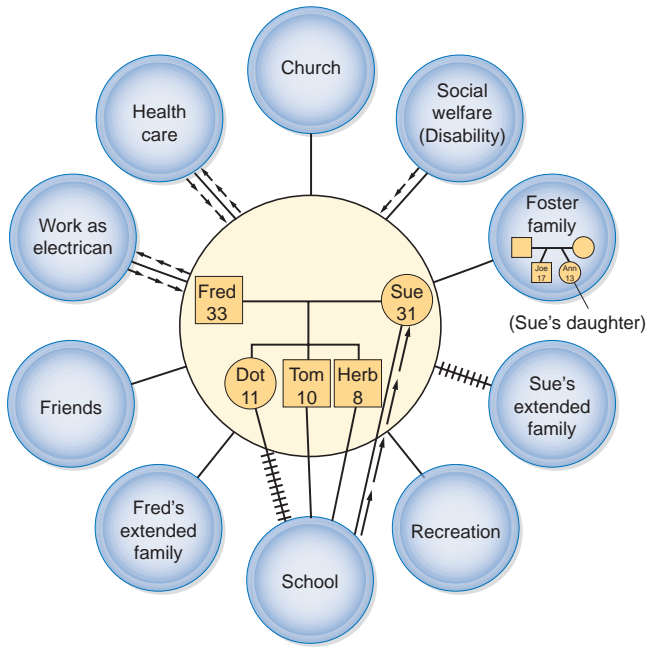 Church
Health
care
Social
welfare
(Disability)
Work as
electrican
Foster
family
Joe
17
Ann
13
(Sue's daughter)
Fred
33
Sue
31
Dot
11
Tom
10
Herb
8
Friends
Sue's
extended
family
Fred's
extended
family
Recreation
School